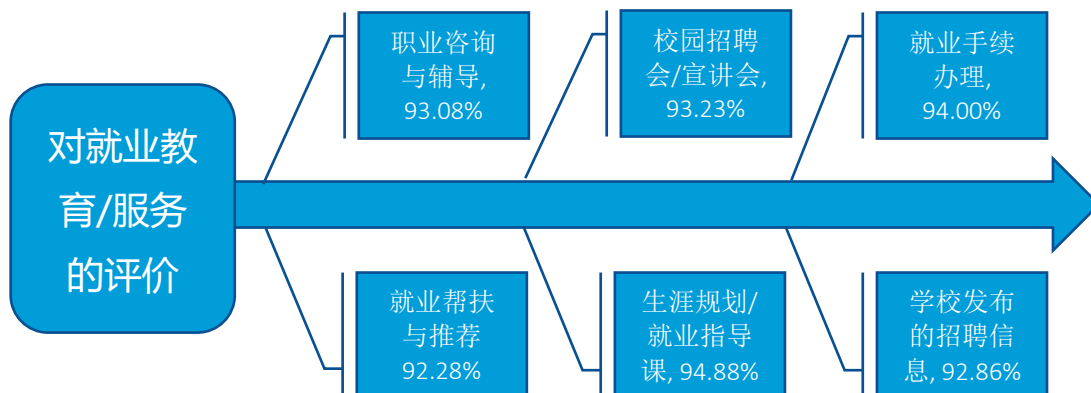 对就业教
育/服务
的评价
职业咨询
与辅导,
93.08%
校园招聘
会/宣讲会,
93.23%
就业手续
办理,
94.00%
就业帮扶
与推荐
92.28%
生涯规划/
就业指导
课, 94.88%
学校发布
的招聘信
息, 92.86%